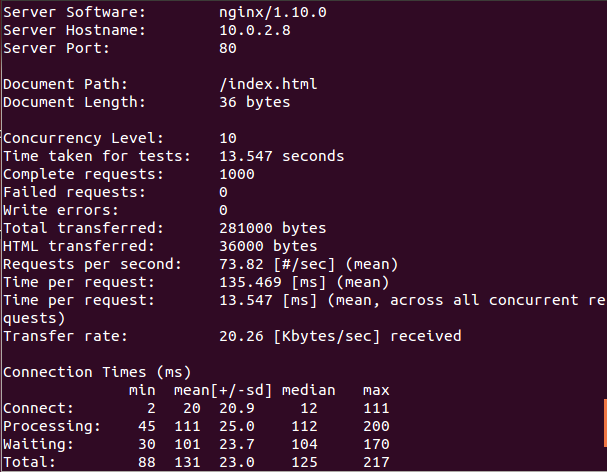 Server Software:        nginx/1.10.0
Server Hostname:        10.0.2.8
Server Port:            80
Document Path:          /index.html
Document Length:        36 bytes
Concurrency Level:      10
Time taken for tests:   13.547 seconds
Complete requests:      1000
Failed requests:        0
Write errors:           0
Total transferred:      281000 bytes
HTML transferred:       36000 bytes
Requests per second:    73.82 [#/sec] (mean)
Time per request:       135.469 [ms] (mean)
Time per request:       13.547 [ms] (mean, across all concurrent re
quests)
Transfer rate:          20.26 [Kbytes/sec] received
Connection Times (ms)
              min  mean[+/-sd] median   max
Connect:        2   20  20.9     12     111
Processing:    45  111  25.0    112     200
Waiting:       30  101  23.7    104     170
Total:         88  131  23.0    125     217